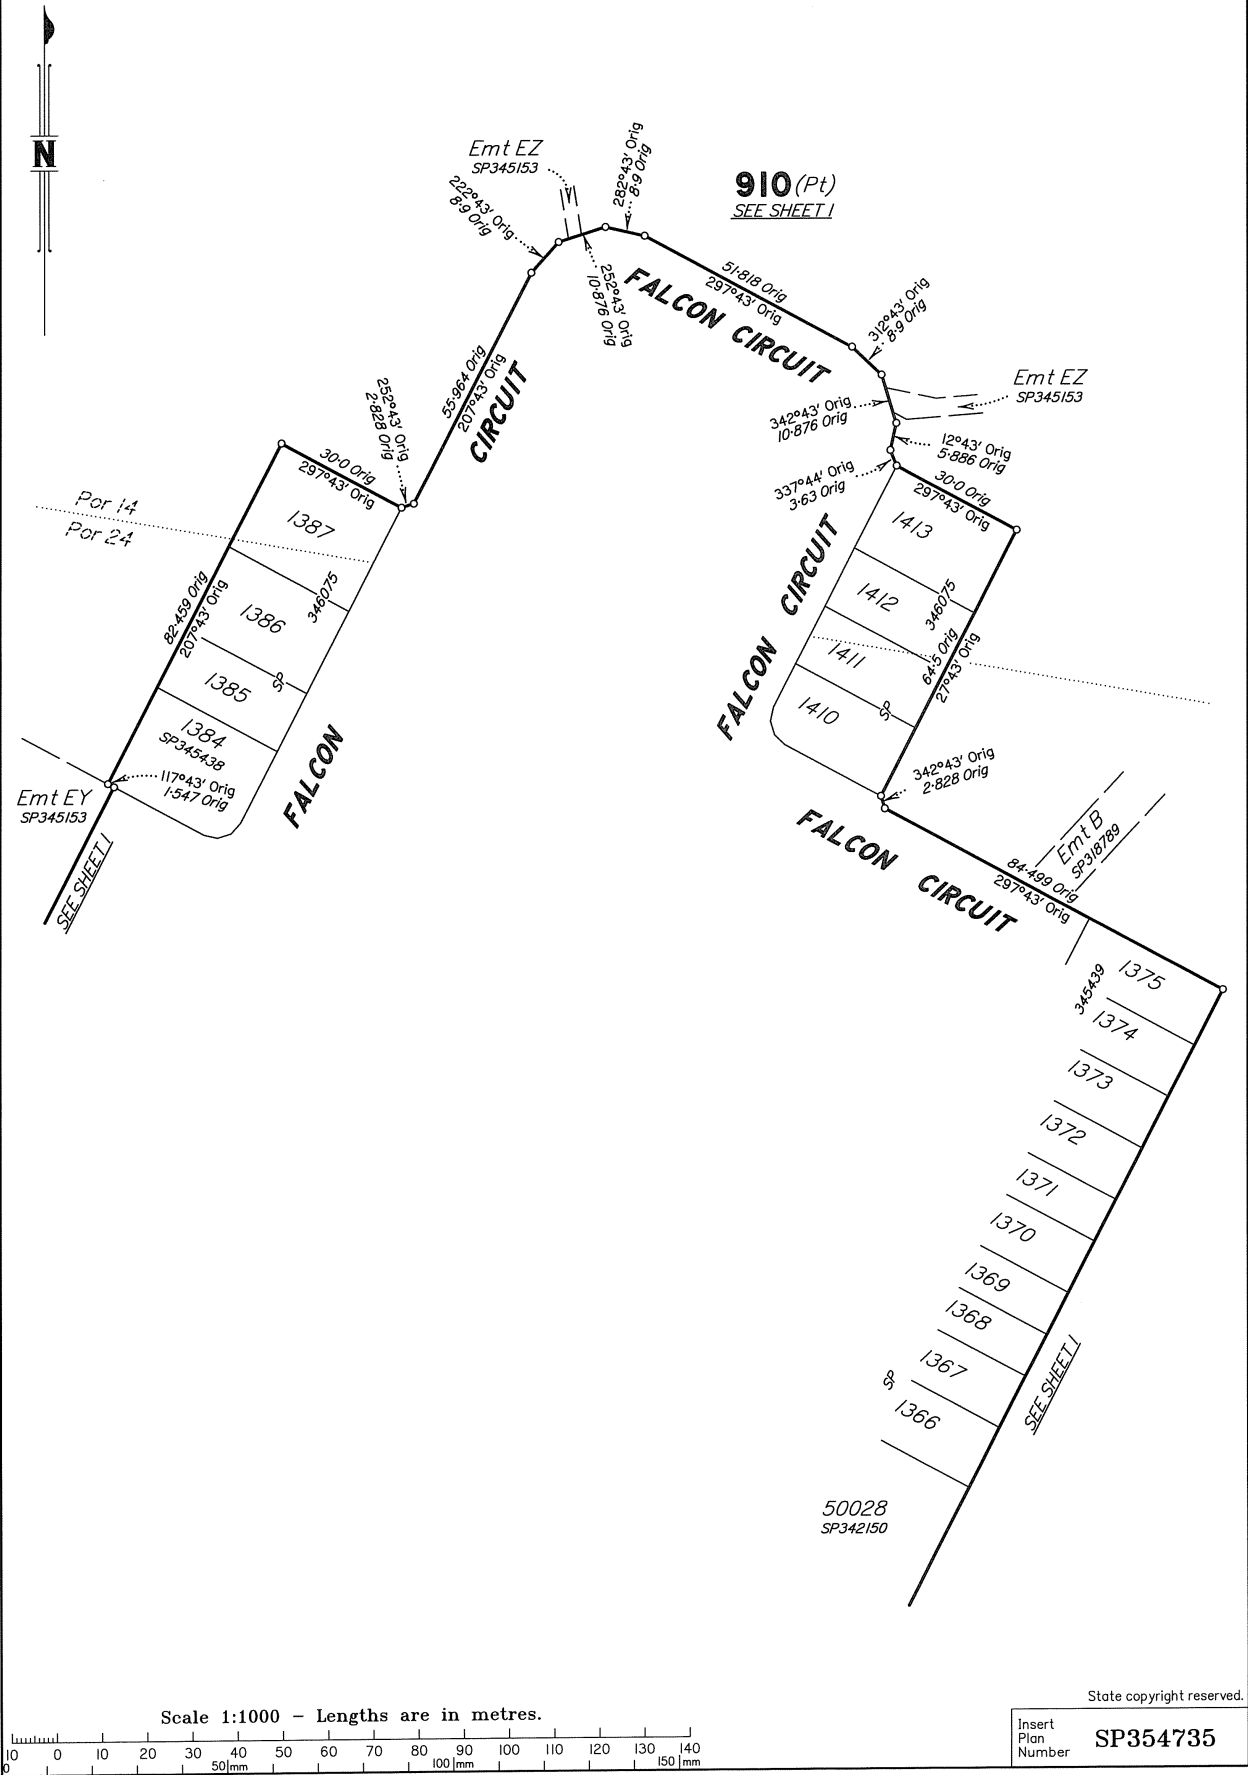 N
Emt EZ
SP345153
222°43' Orig
8·9 Orig
282°43' Orig
8·9 Orig
910 (Pt)
SEE SHEET 1
252°43' Orig
10·876 Orig
51·818 Orig
297°43' Orig
FALCON CIRCUIT
312°43' Orig
8·9 Orig
Emt EZ
SP345153
342°43' Orig
10·876 Orig
12°43' Orig
5·886 Orig
337°44' Orig
3·63 Orig
55·964 Orig
207°43' Orig
CIRCUIT
252°43' Orig
2·828 Orig
30·0 Orig
297°43' Orig
Por 14
Por 24
1387
346075
1386
82·459 Orig
207°43' Orig
1385
SP
1384
SP345438
117°43' Orig
1·547 Orig
FALCON
Emt EY
SP345153
SEE SHEET 1
30·0 Orig
297°43' Orig
1413
FALCON CIRCUIT
1412
346075
1411
64·5 Orig
27°43' Orig
1410
SP
342°43' Orig
2·828 Orig
FALCON CIRCUIT
Emt B
SP318789
84·499 Orig
297°43' Orig
1375
345439
1374
1373
1372
1371
1370
1369
1368
1367
SP
1366
SEE SHEET 1
50028
SP342150
State copyright reserved.
Scale 1:1000 – Lengths are in metres.
10 0 10 20 30 40 50 60 70 80 90 100 110 120 130 140
0 50 mm 100 mm 150 mm
Insert
Plan
Number
SP354735